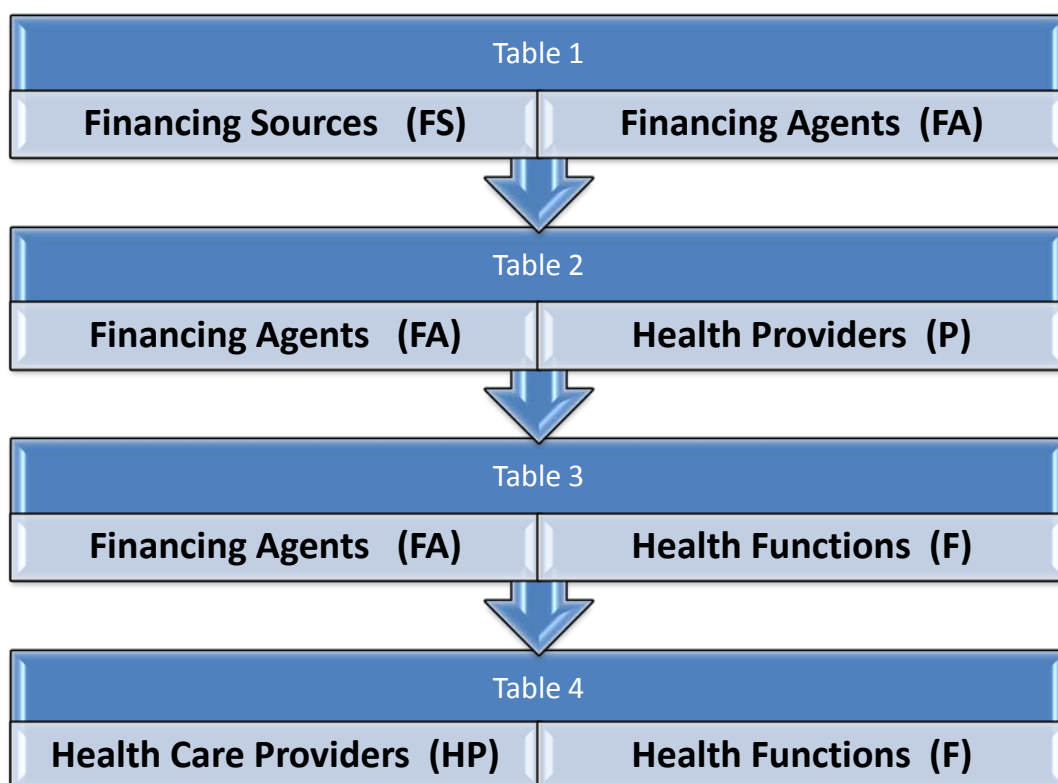 Table 1
Financing Sources (FS) Financing Agents (FA)
Table 2
Financing Agents (FA) Health Providers (P)
Table 3
Financing Agents (FA) Health Functions (F)
Table 4
Health Care Providers (HP) Health Functions (F)